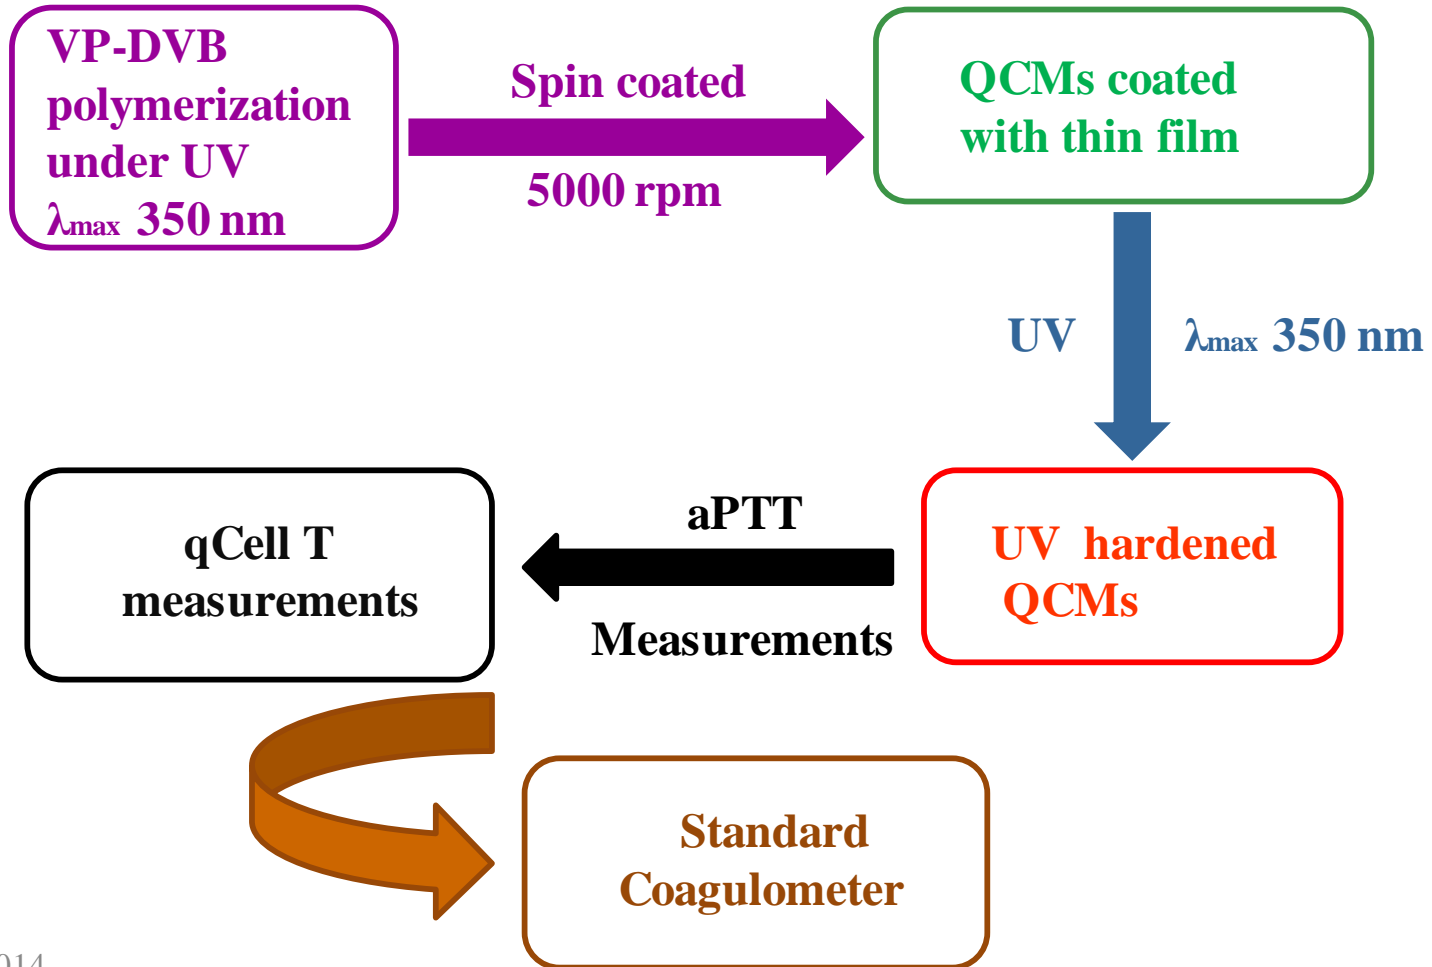 VP-DVB
polymerization
under UV
λmax 350 nm
Spin coated
5000 rpm
QCMs coated
with thin film
UV
λmax 350 nm
UV hardened
QCMs
aPTT
Measurements
qCell T
measurements
Standard
Coagulometer